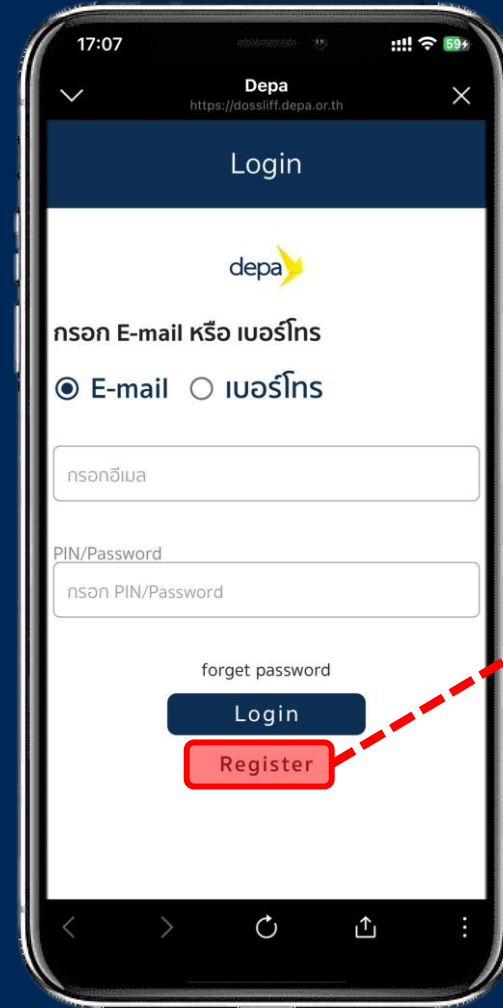 17:07
59
Depa
https://dossliff.depa.or.th
Login
depa
กรอก E-mail หรือ เบอร์โทร
E-mail เบอร์โทร
กรอกอีเมล
PIN/Password
กรอก PIN/Password
forget password
Login
Register